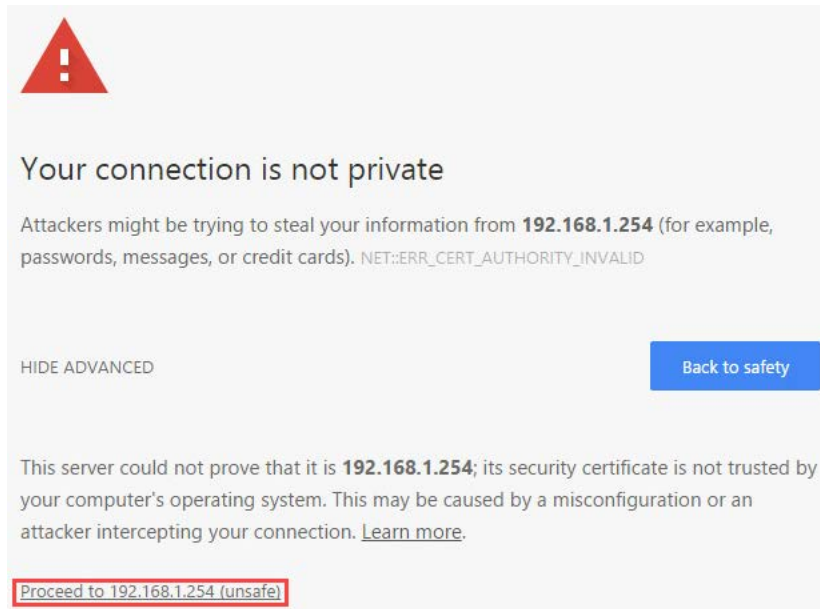 Your connection is not private
Attackers might be trying to steal your information from 192.168.1.254 (for example,
passwords, messages, or credit cards). NET::ERR_CERT_AUTHORITY_INVALID
HIDE ADVANCED
Back to safety
This server could not prove that it is 192.168.1.254; its security certificate is not trusted by
your computer's operating system. This may be caused by a misconfiguration or an
attacker intercepting your connection. Learn more.
Proceed to 192.168.1.254 (unsafe)